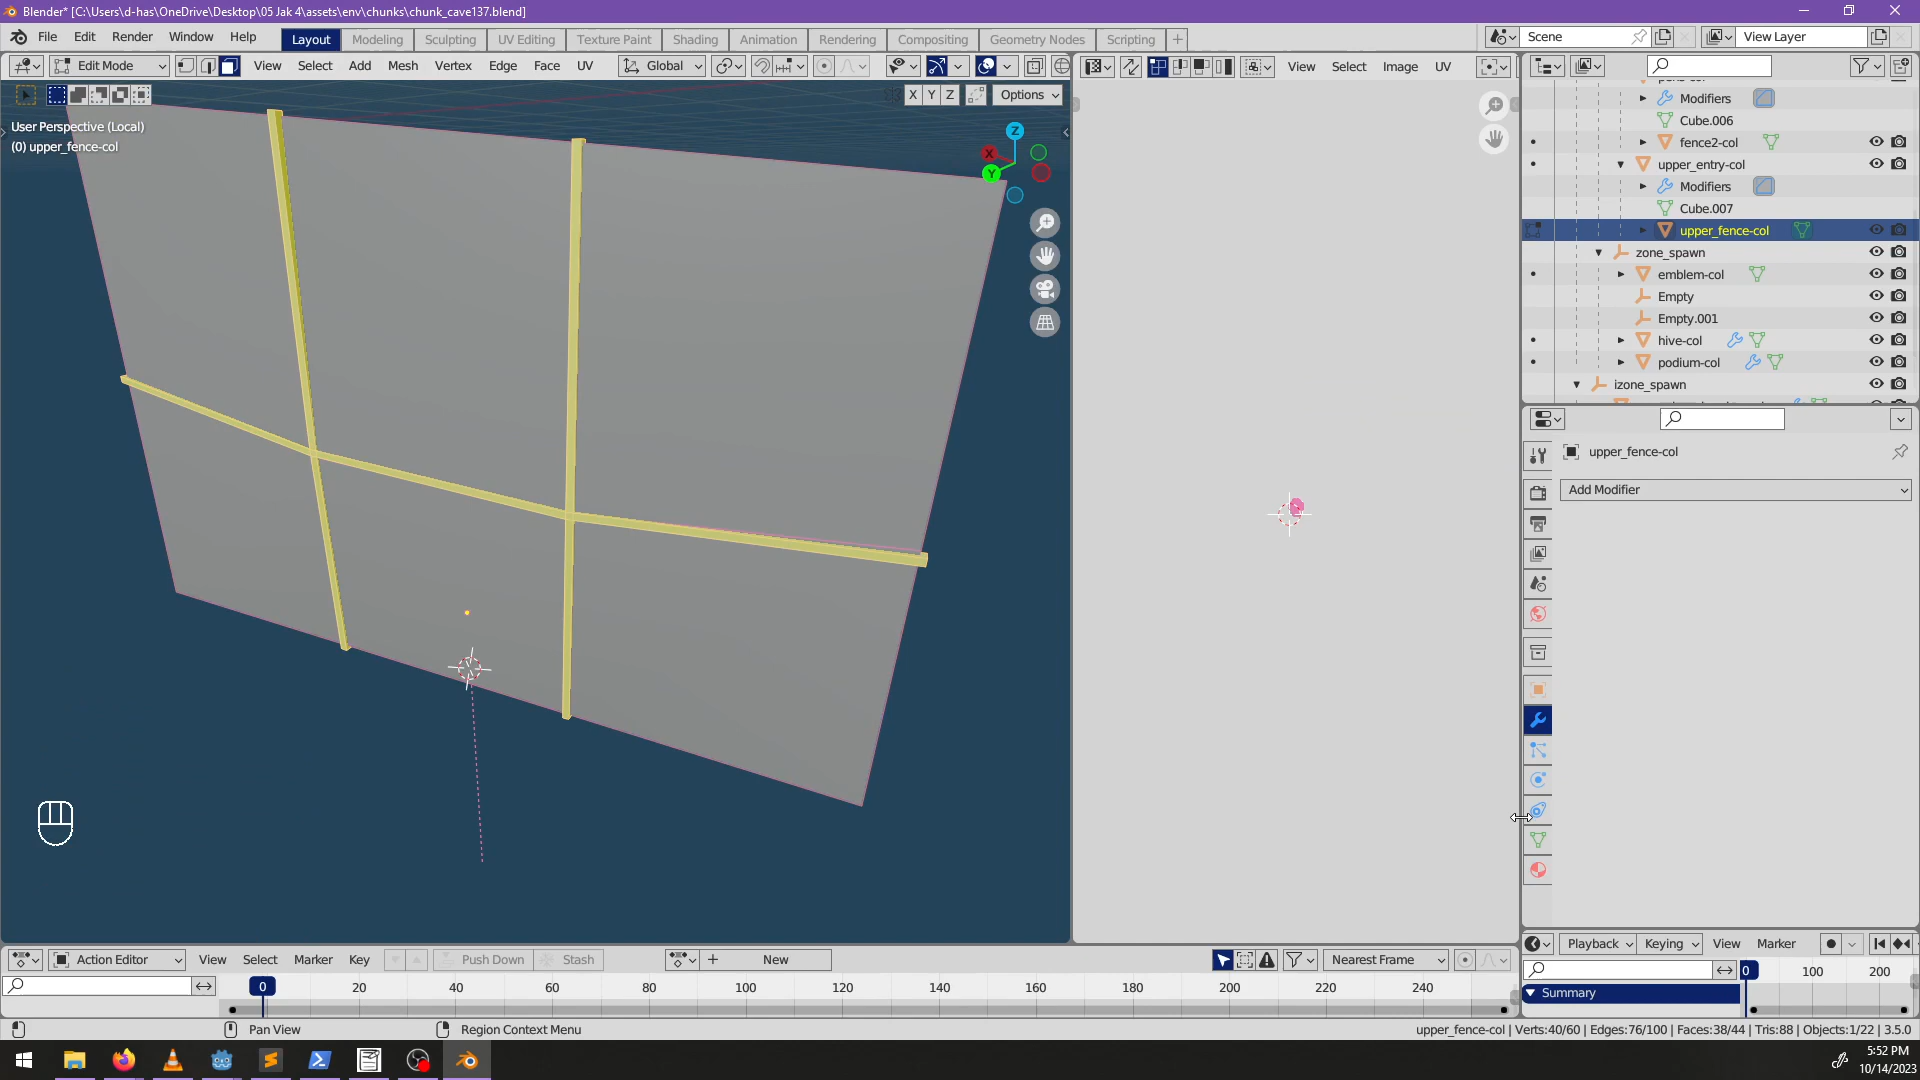 Blender* [C:\Users\d-has\OneDrive\Desktop\05 Jak 4\assets\env\chunks\chunk_cave137.blend]
File Edit Render Window Help Layout Modeling Sculpting UV Editing Texture Paint Shading Animation Rendering Compositing Geometry Nodes Scripting + Scene View Layer
Edit Mode View Select Add Mesh Vertex Edge Face UV Global View Select Image UV
X Y Z Options
User Perspective (Local)
(0) upper_fence-col
Z
X
Y
Modifiers
Cube.006
fence2-col
upper_entry-col
Modifiers
Cube.007
upper_fence-col
zone_spawn
emblem-col
Empty
Empty.001
hive-col
podium-col
izone_spawn
upper_fence-col
Add Modifier
Action Editor View Select Marker Key Push Down Stash New Nearest Frame
0 20 40 60 80 100 120 140 160 180 200 220 240
Playback Keying View Marker
0 100 200
Summary
Pan View Region Context Menu upper_fence-col | Verts:40/60 | Edges:76/100 | Faces:38/44 | Tris:88 | Objects:1/22 | 3.5.0
5:52 PM
10/14/2023